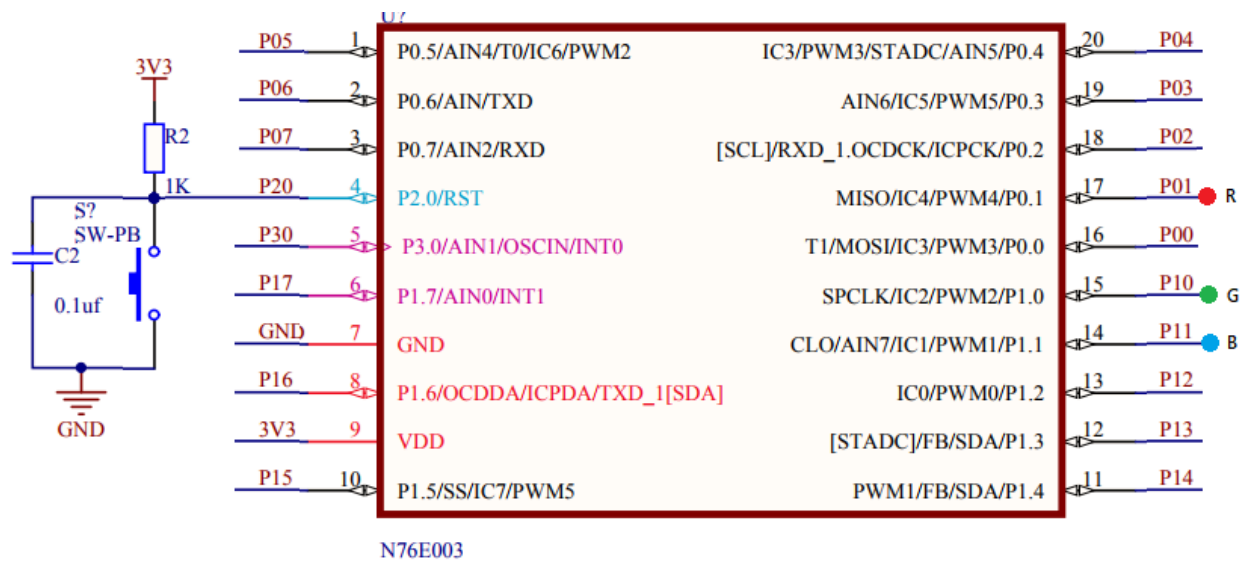 U?
P05 1 P0.5/AIN4/T0/IC6/PWM2 IC3/PWM3/STADC/AIN5/P0.4 20 P04
3V3
P06 2 P0.6/AIN/TXD AIN6/IC5/PWM5/P0.3 19 P03
R2
P07 3 P0.7/AIN2/RXD [SCL]/RXD_1.OCDCK/ICPCK/P0.2 18 P02
1K
P20 4 P2.0/RST MISO/IC4/PWM4/P0.1 17 P01 R
S?
SW-PB
P30 5 P3.0/AIN1/OSCIN/INT0 T1/MOSI/IC3/PWM3/P0.0 16 P00
C2
0.1uf
P17 6 P1.7/AIN0/INT1 SPCLK/IC2/PWM2/P1.0 15 P10 G
GND 7 GND CLO/AIN7/IC1/PWM1/P1.1 14 P11 B
P16 8 P1.6/OCDDA/ICPDA/TXD_1[SDA] IC0/PWM0/P1.2 13 P12
GND
3V3 9 VDD [STADC]/FB/SDA/P1.3 12 P13
P15 10 P1.5/SS/IC7/PWM5 PWM1/FB/SDA/P1.4 11 P14
N76E003